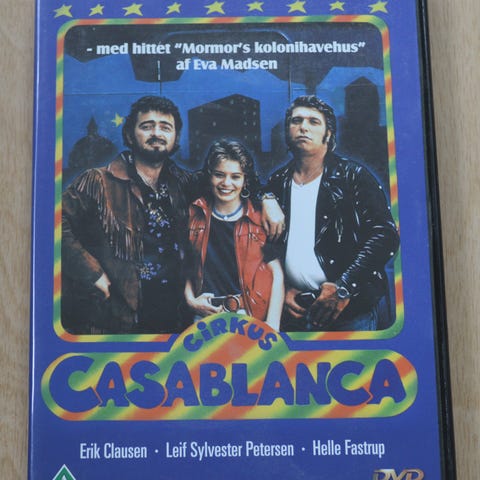 - med hittet "Mormor's kolonihavehus"
af Eva Madsen
CIRKUS
CASABLANCA
Erik Clausen · Leif Sylvester Petersen · Helle Fastrup
A
DVD